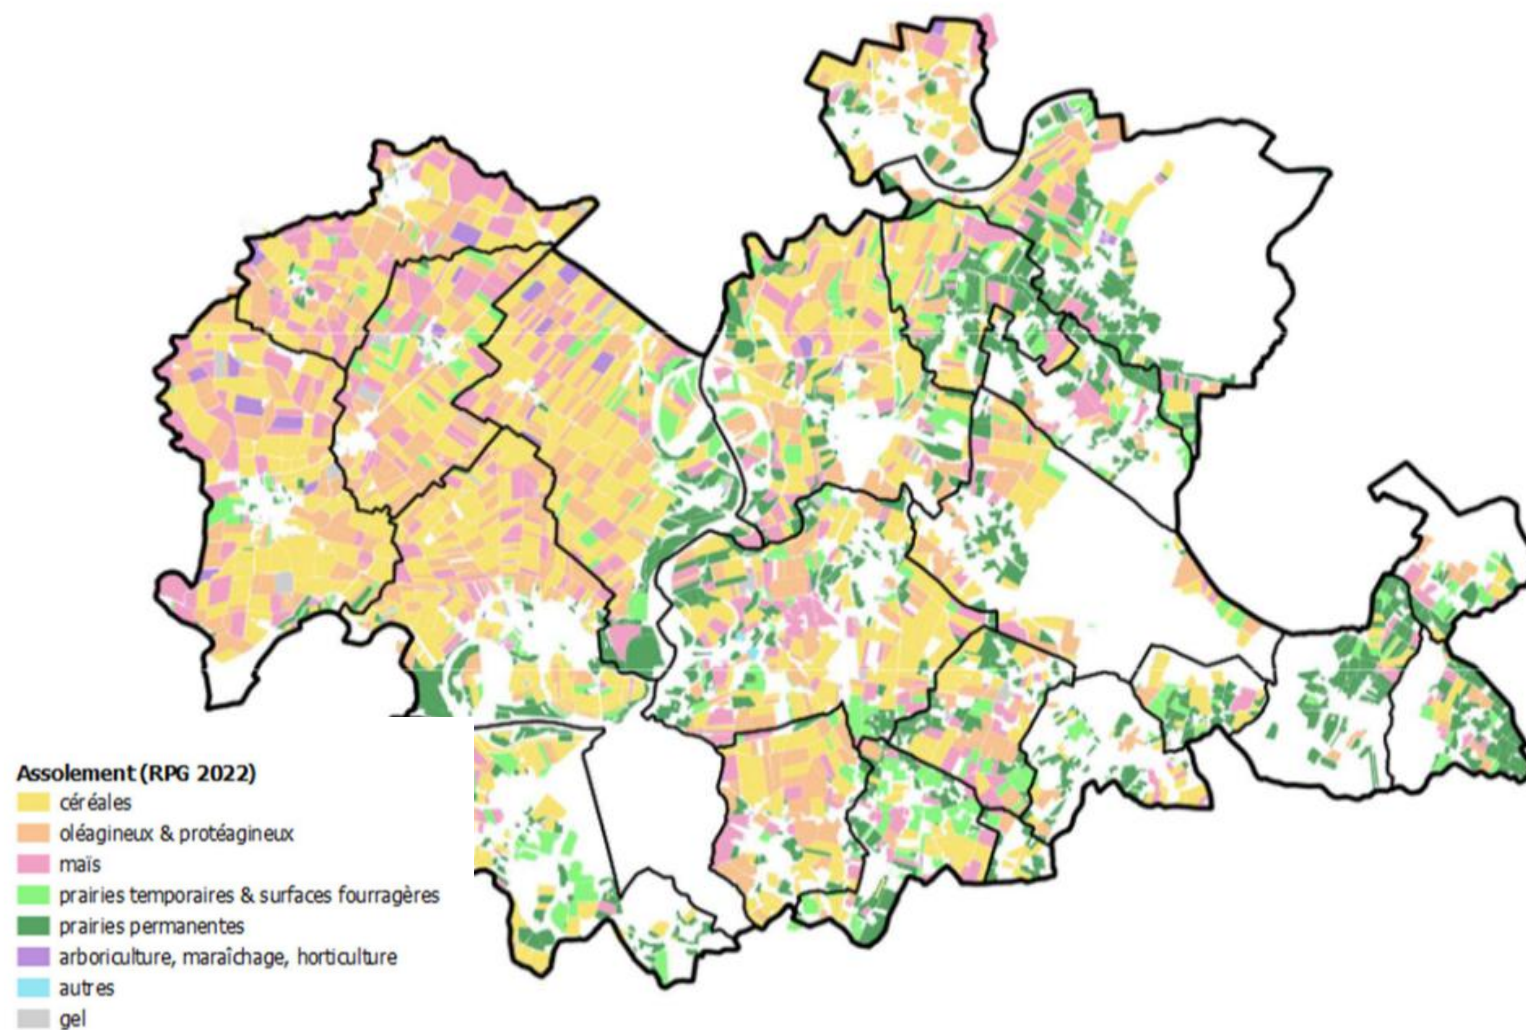 Assolement (RPG 2022)
céréales
oléagineux & protéagineux
maïs
prairies temporaires & surfaces fourragères
prairies permanentes
arboriculture, maraîchage, horticulture
autres
gel